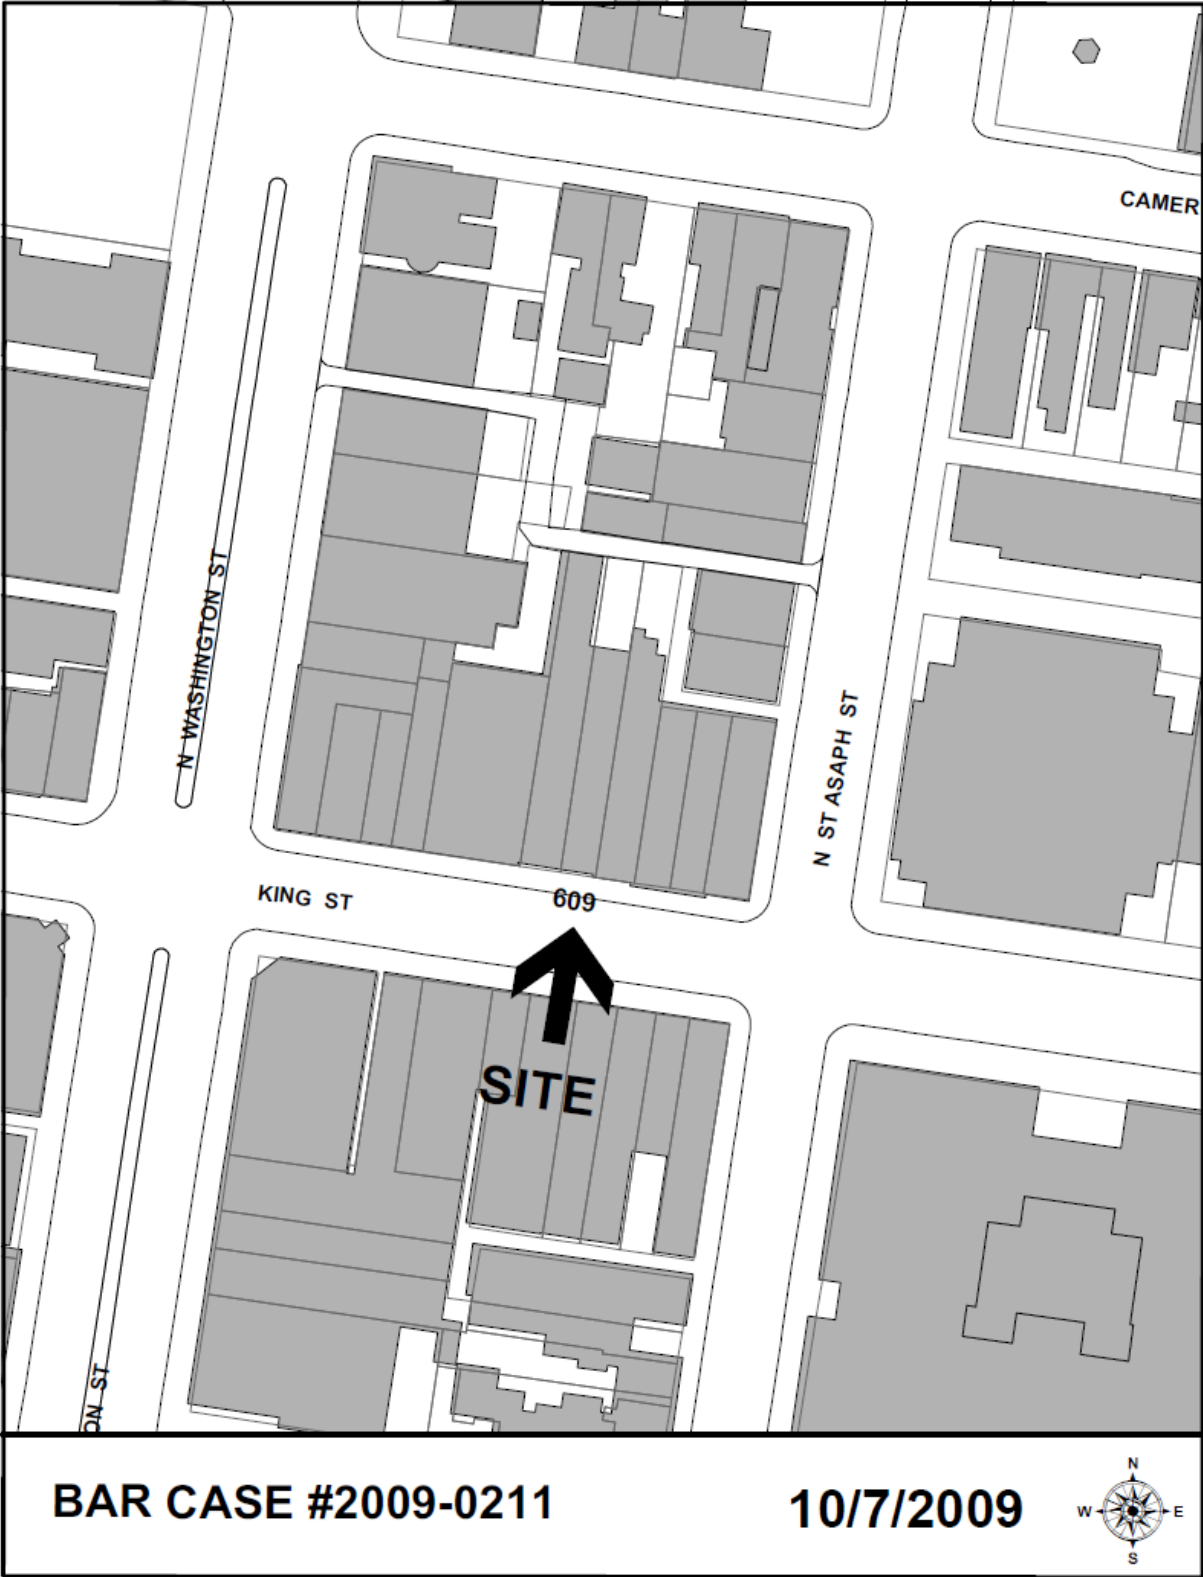 CAMER
N WASHINGTON ST
N ST ASAPH ST
KING ST
609
SITE
ON ST
BAR CASE #2009-0211
10/7/2009
N
W E
S